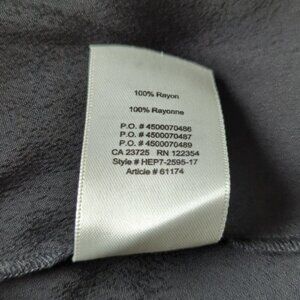 100% Rayon
100% Rayonne
P.O. # 4500070486
P.O. # 4500070487
P.O. # 4500070489
CA 23725 RN 122354
Style # HEP7-2595-17
Article # 61174